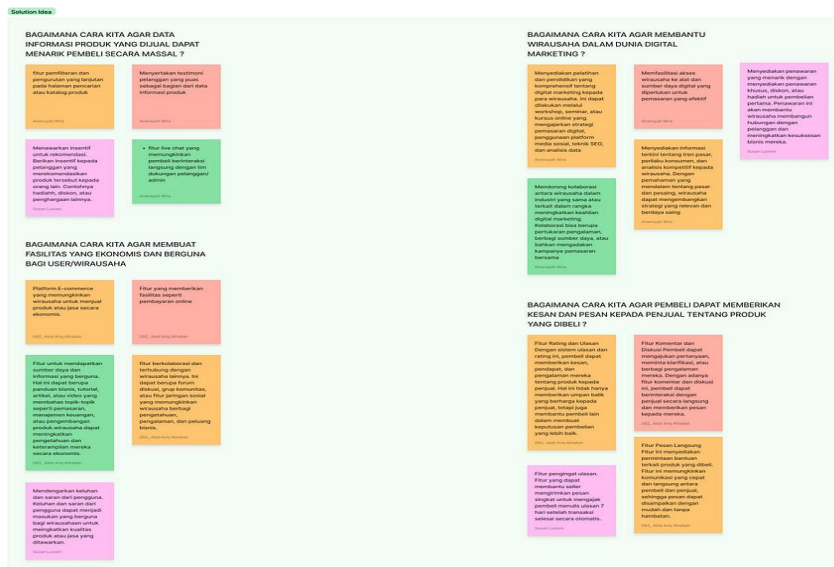 Solution Idea
BAGAIMANA CARA KITA AGAR DATA
INFORMASI PRODUK YANG DIJUAL DAPAT
MENARIK PEMBELI SECARA MASSAL ?
fitur pemfilteran dan
pengurutan yang lanjutan
pada halaman pencarian
atau katalog produk
Menyertakan testimoni
pelanggan yang puas
sebagai bagian dari data
informasi produk
Menawarkan insentif
untuk rekomendasi.
Berikan insentif kepada
pelanggan yang
merekomendasikan
produk tersebut kepada
orang lain. Contohnya
hadiahh, diskon, atau
penghargaan lainnya.
• fitur live chat yang
memungkinkan
pembeli berinteraksi
langsung dengan tim
dukungan pelanggan/
admin
BAGAIMANA CARA KITA AGAR MEMBUAT
FASILITAS YANG EKONOMIS DAN BERGUNA
BAGI USER/WIRAUSAHA
Platform E-commerce
yang memungkinkan
wirausaha untuk menjual
produk atau jasa secara
ekonomis.
Fitur yang memberikan
fasilitas seperti
pembayaran online
Fitur untuk mendapatkan
sumber daya dan
informasi yang berguna.
Hal ini dapat berupa
panduan bisnis, tutorial,
artikel, atau video yang
membahas topik-topik
seperti pemasaran,
manajemen keuangan,
atau pengembangan
produk.wirausaha dapat
meningkatkan
pengetahuan dan
keterampilan mereka
secara ekonomis.
fitur berkolaborasi dan
terhubung dengan
wirausaha lainnya. Ini
dapat berupa forum
diskusi, grup komunitas,
atau fitur jaringan sosial
yang memungkinkan
wirausaha berbagi
pengetahuan,
pengalaman, dan peluang
bisnis.
Mendengarkan keluhan
dan saran dari pengguna.
Keluhan dan saran dari
pengguna dapat menjadi
masukan yang berguna
bagi wirausahaan untuk
meingkatkan kualitas
produk atau jasa yang
ditawarkan.
BAGAIMANA CARA KITA AGAR MEMBANTU
WIRAUSAHA DALAM DUNIA DIGITAL
MARKETING ?
Menyediakan pelatihan
dan pendidikan yang
komprehensif tentang
digital marketing kepada
para wirausaha. Ini dapat
dilakukan melalui
workshop, seminar, atau
kursus online yang
mengajarkan strategi
pemasaran digital,
penggunaan platform
media sosial, teknik SEO,
dan analisis data
Memfasilitasi akses
wirausaha ke alat dan
sumber daya digital yang
diperlukan untuk
pemasaran yang efektif
Menyediakan penawaran
yang menarik dengan
menyediakan penawaran
khusus, diskon, atau
hadiah untuk pembelian
pertama. Penawaran ini
akan membantu
wirausaha membangun
hubungan dengan
pelanggan dan
meningkatkan kesuksesan
bisnis mereka.
Mendorong kolaborasi
antara wirausaha dalam
industri yang sama atau
terkait dalam rangka
meningkatkan keahlian
digital marketing.
Kolaborasi bisa berupa
pertukaran pengalaman,
berbagi sumber daya, atau
bahkan mengadakan
kampanye pemasaran
bersama
Menyediakan informasi
terkini tentang tren pasar,
perilaku konsumen, dan
analisis kompetitif kepada
wirausaha. Dengan
pemahaman yang
mendalam tentang pasar
dan pesaing, wirausaha
dapat mengembangkan
strategi yang relevan dan
berdaya saing
BAGAIMANA CARA KITA AGAR PEMBELI DAPAT MEMBERIKAN
KESAN DAN PESAN KEPADA PENJUAL TENTANG PRODUK
YANG DIBELI ?
Fitur Rating dan Ulasan
Dengan sistem ulasan dan
rating ini, pembeli dapat
memberikan kesan,
pendapat, dan
pengalaman mereka
tentang produk kepada
penjual. Hal ini tidak hanya
memberikan umpan balik
yang berharga kepada
penjual, tetapi juga
membantu pembeli lain
dalam membuat
keputusan pembelian
yang lebih baik.
Fitur Komentar dan
Diskusi Pembeli dapat
mengajukan pertanyaan,
meminta klarifikasi, atau
berbagi pengalaman
mereka. Dengan adanya
fitur komentar dan diskusi
ini, pembeli dapat
berinteraksi dengan
penjual secara langsung
dan memberikan pesan
kepada mereka.
Fitur pengingat ulasan.
Fitur yang dapat
membantu seller
mengirimkan pesan
singkat untuk mengajak
pembeli menulis ulasan 7
hari setelah transaksi
selesai secara otomatis.
Fitur Pesan Langsung
Fitur ini menyediakan
permintaan bantuan
terkait produk yang dibeli.
Fitur ini memungkinkan
komunikasi yang cepat
dan langsung antara
pembeli dan penjual,
sehingga pesan dapat
disampaikan dengan
mudah dan tanpa
hambatan.